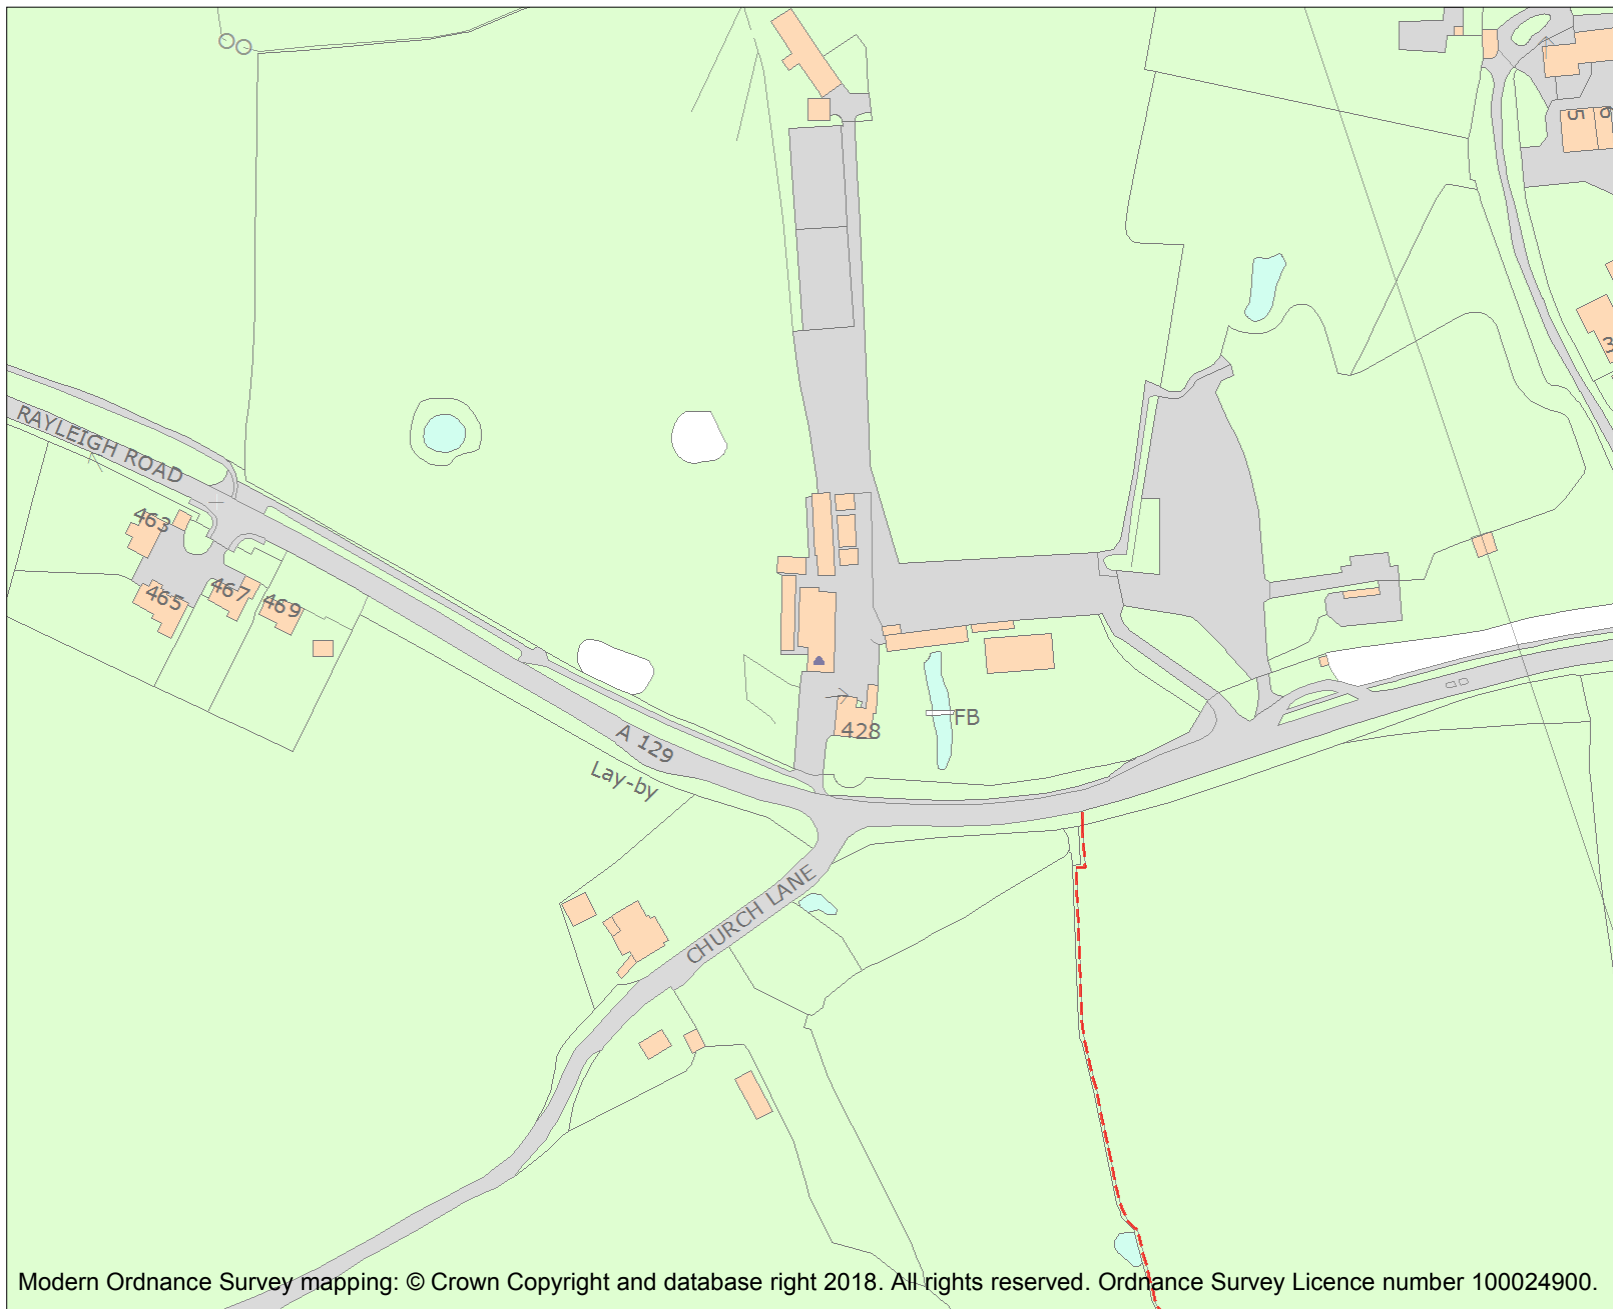 5
6
3
RAYLEIGH ROAD
463
465
467
469
A 129
Lay-by
428
FB
CHURCH LANE
Modern Ordnance Survey mapping: © Crown Copyright and database right 2018. All rights reserved. Ordnance Survey Licence number 100024900.